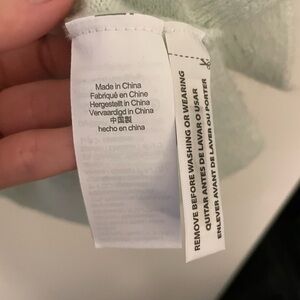 Made in China
Fabriqué en Chine
Hergestellt in China
Vervaardigd in China
中国製
hecho en china
REMOVE BEFORE WASHING OR WEARING
QUITAR ANTES DE LAVAR O USAR
ENLEVER AVANT DE LAVER OU PORTER